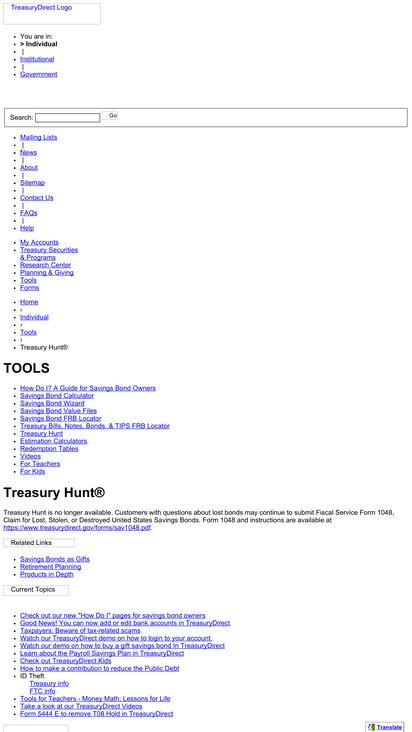 TreasuryDirect Logo
You are in:
> Individual
|
Institutional
|
Government
Search:
Go
Mailing Lists
|
News
|
About
|
Sitemap
|
Contact Us
|
FAQs
|
Help
My Accounts
Treasury Securities
& Programs
Research Center
Planning & Giving
Tools
Forms
Home
›
Individual
›
Tools
›
Treasury Hunt®
TOOLS
How Do I? A Guide for Savings Bond Owners
Savings Bond Calculator
Savings Bond Wizard
Savings Bond Value Files
Savings Bond FRB Locator
Treasury Bills, Notes, Bonds, & TIPS FRB Locator
Treasury Hunt
Estimation Calculators
Redemption Tables
Videos
For Teachers
For Kids
Treasury Hunt®
Treasury Hunt is no longer available. Customers with questions about lost bonds may continue to submit Fiscal Service Form 1048,
Claim for Lost, Stolen, or Destroyed United States Savings Bonds. Form 1048 and instructions are available at
https://www.treasurydirect.gov/forms/sav1048.pdf.
Related Links
Savings Bonds as Gifts
Retirement Planning
Products in Depth
Current Topics
Check out our new "How Do I" pages for savings bond owners
Good News! You can now add or edit bank accounts in TreasuryDirect
Taxpayers: Beware of tax-related scams
Watch our TreasuryDirect demo on how to login to your account.
Watch our demo on how to buy a gift savings bond In TreasuryDirect
Learn about the Payroll Savings Plan in TreasuryDirect
Check out TreasuryDirect Kids
How to make a contribution to reduce the Public Debt
ID Theft
Treasury info
FTC info
Tools for Teachers - Money Math: Lessons for Life
Take a look at our TreasuryDirect Videos
Form 5444 E to remove T08 Hold in TreasuryDirect
Translate